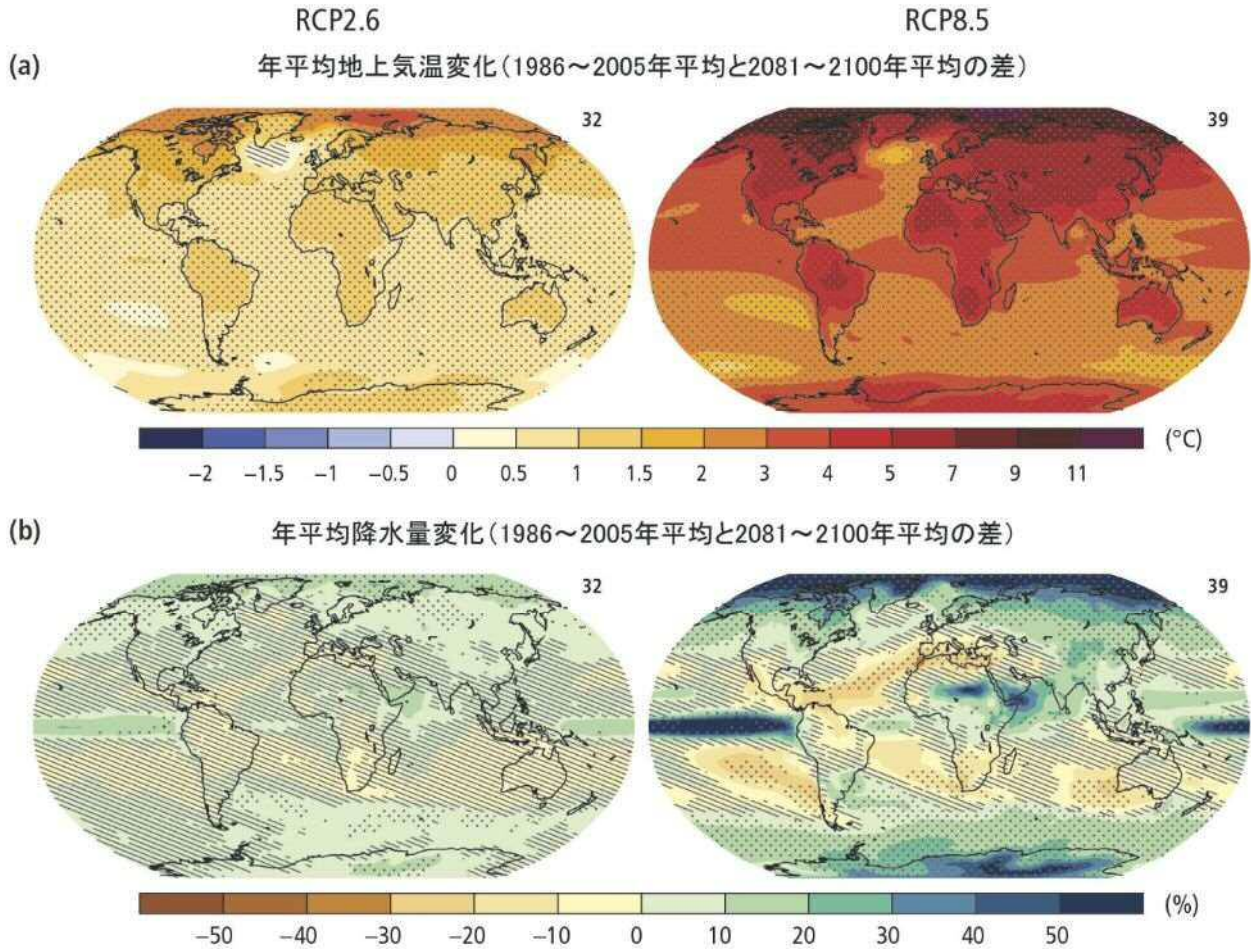 RCP2.6
RCP8.5
(a)
年平均地上気温変化(1986～2005年平均と2081～2100年平均の差)
32
39
−2 −1.5 −1 −0.5 0 0.5 1 1.5 2 3 4 5 7 9 11 (°C)
(b)
年平均降水量変化(1986～2005年平均と2081～2100年平均の差)
32
39
−50 −40 −30 −20 −10 0 10 20 30 40 50 (%)